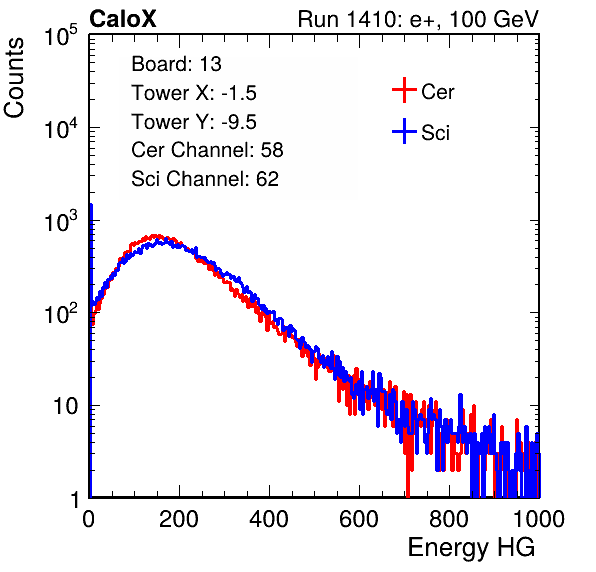 CaloX Run 1410: e+, 100 GeV
Counts
Board: 13
Tower X: -1.5
Tower Y: -9.5
Cer Channel: 58
Sci Channel: 62
Cer
Sci
10^5
10^4
10^3
10^2
10
1
0 200 400 600 800 1000
Energy HG